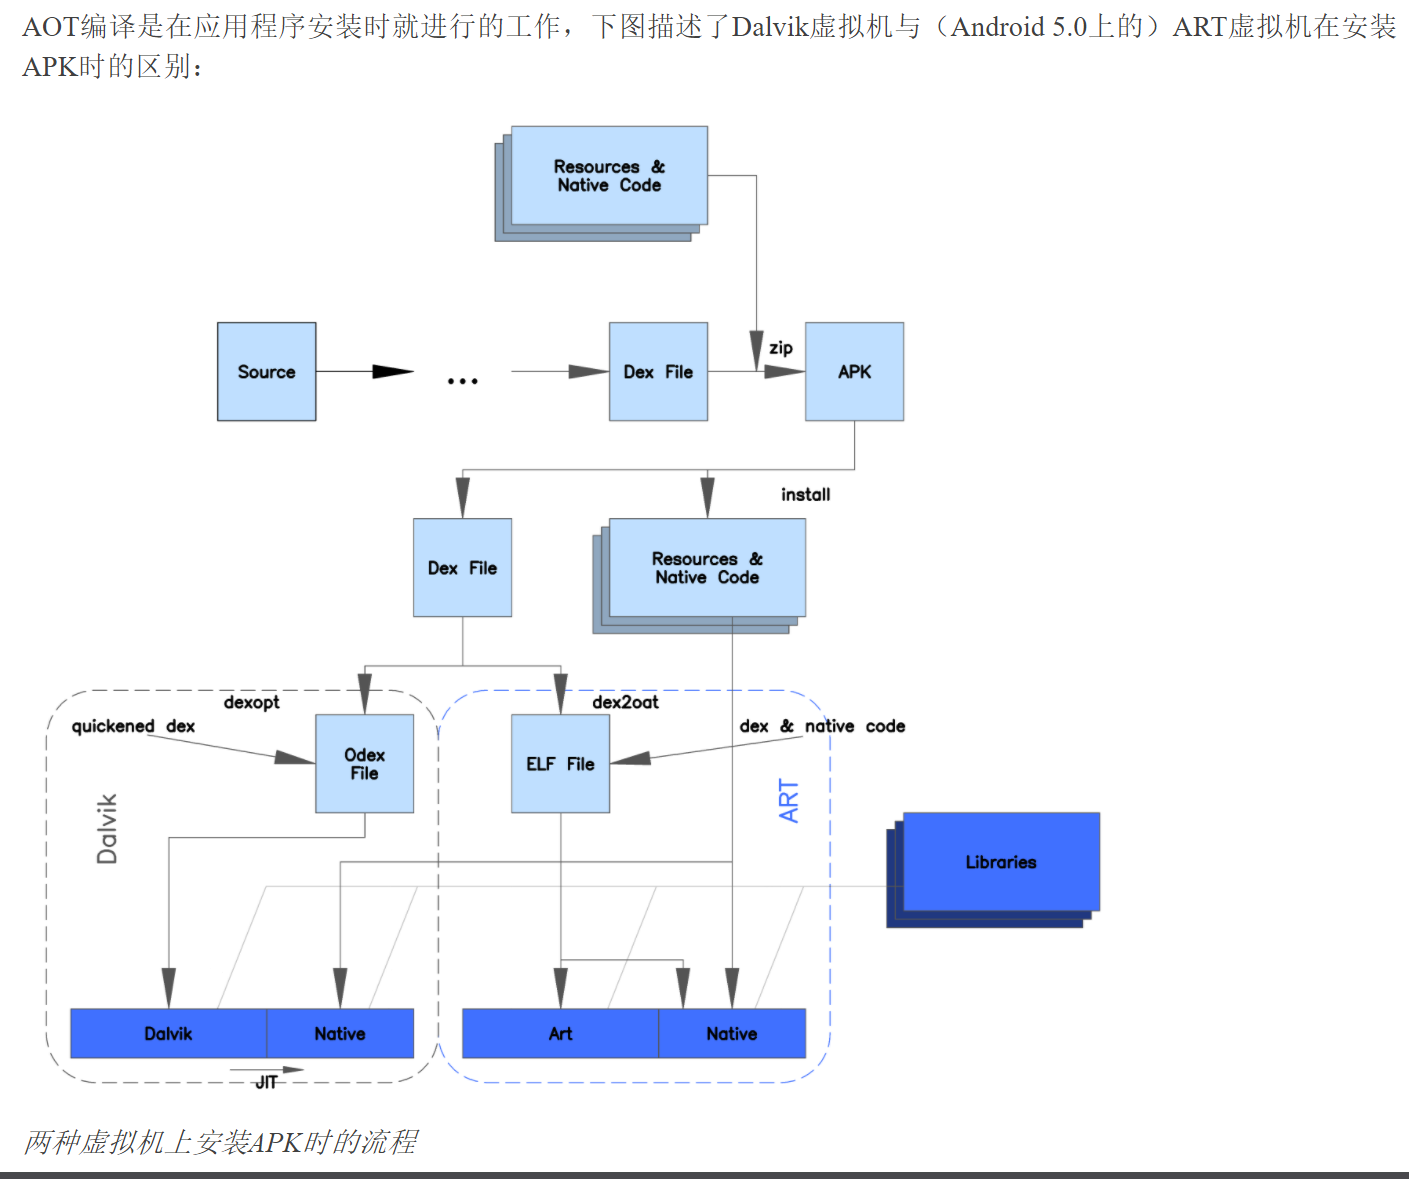 AOT编译是在应用程序安装时就进行的工作，下图描述了Dalvik虚拟机与（Android 5.0上的）ART虚拟机在安装
APK时的区别：
Resources &
Native Code
zip
Source
...
Dex File
APK
install
Dex File
Resources &
Native Code
dexopt
dex2oat
quickened dex
dex & native code
Odex
File
ELF File
Dalvik
ART
Libraries
Dalvik
Native
Art
Native
JIT
两种虚拟机上安装APK时的流程